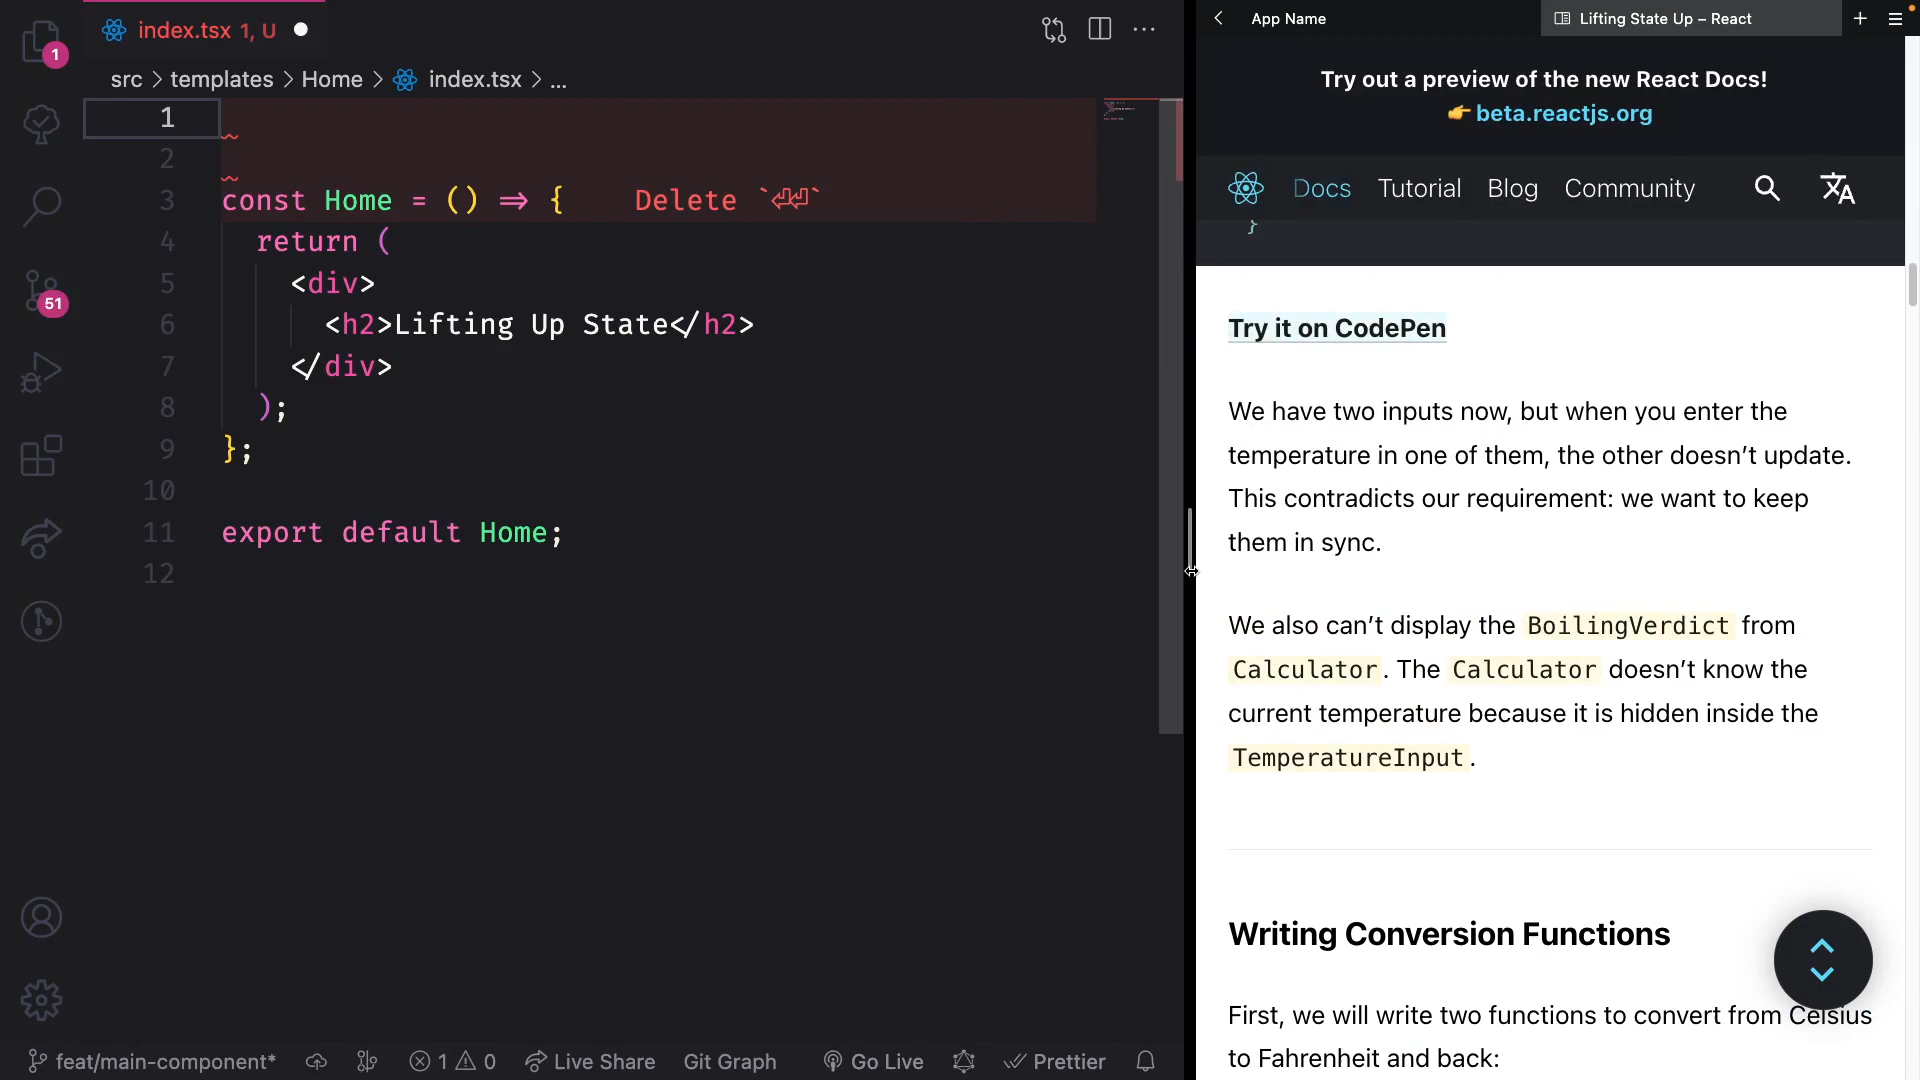 index.tsx 1, U
src > templates > Home > index.tsx > ...
1
2
3 const Home = () => { Delete `⏎⏎`
4 return (
5 <div>
6 <h2>Lifting Up State</h2>
7 </div>
8 );
9 };
10
11 export default Home;
12
1
51
feat/main-component* 1 0 Live Share Git Graph Go Live Prettier
App Name Lifting State Up – React
Try out a preview of the new React Docs!
👉 beta.reactjs.org
Docs Tutorial Blog Community
}
Try it on CodePen
We have two inputs now, but when you enter the
temperature in one of them, the other doesn’t update.
This contradicts our requirement: we want to keep
them in sync.
We also can’t display the BoilingVerdict from
Calculator. The Calculator doesn’t know the
current temperature because it is hidden inside the
TemperatureInput.
Writing Conversion Functions
First, we will write two functions to convert from Celsius
to Fahrenheit and back: